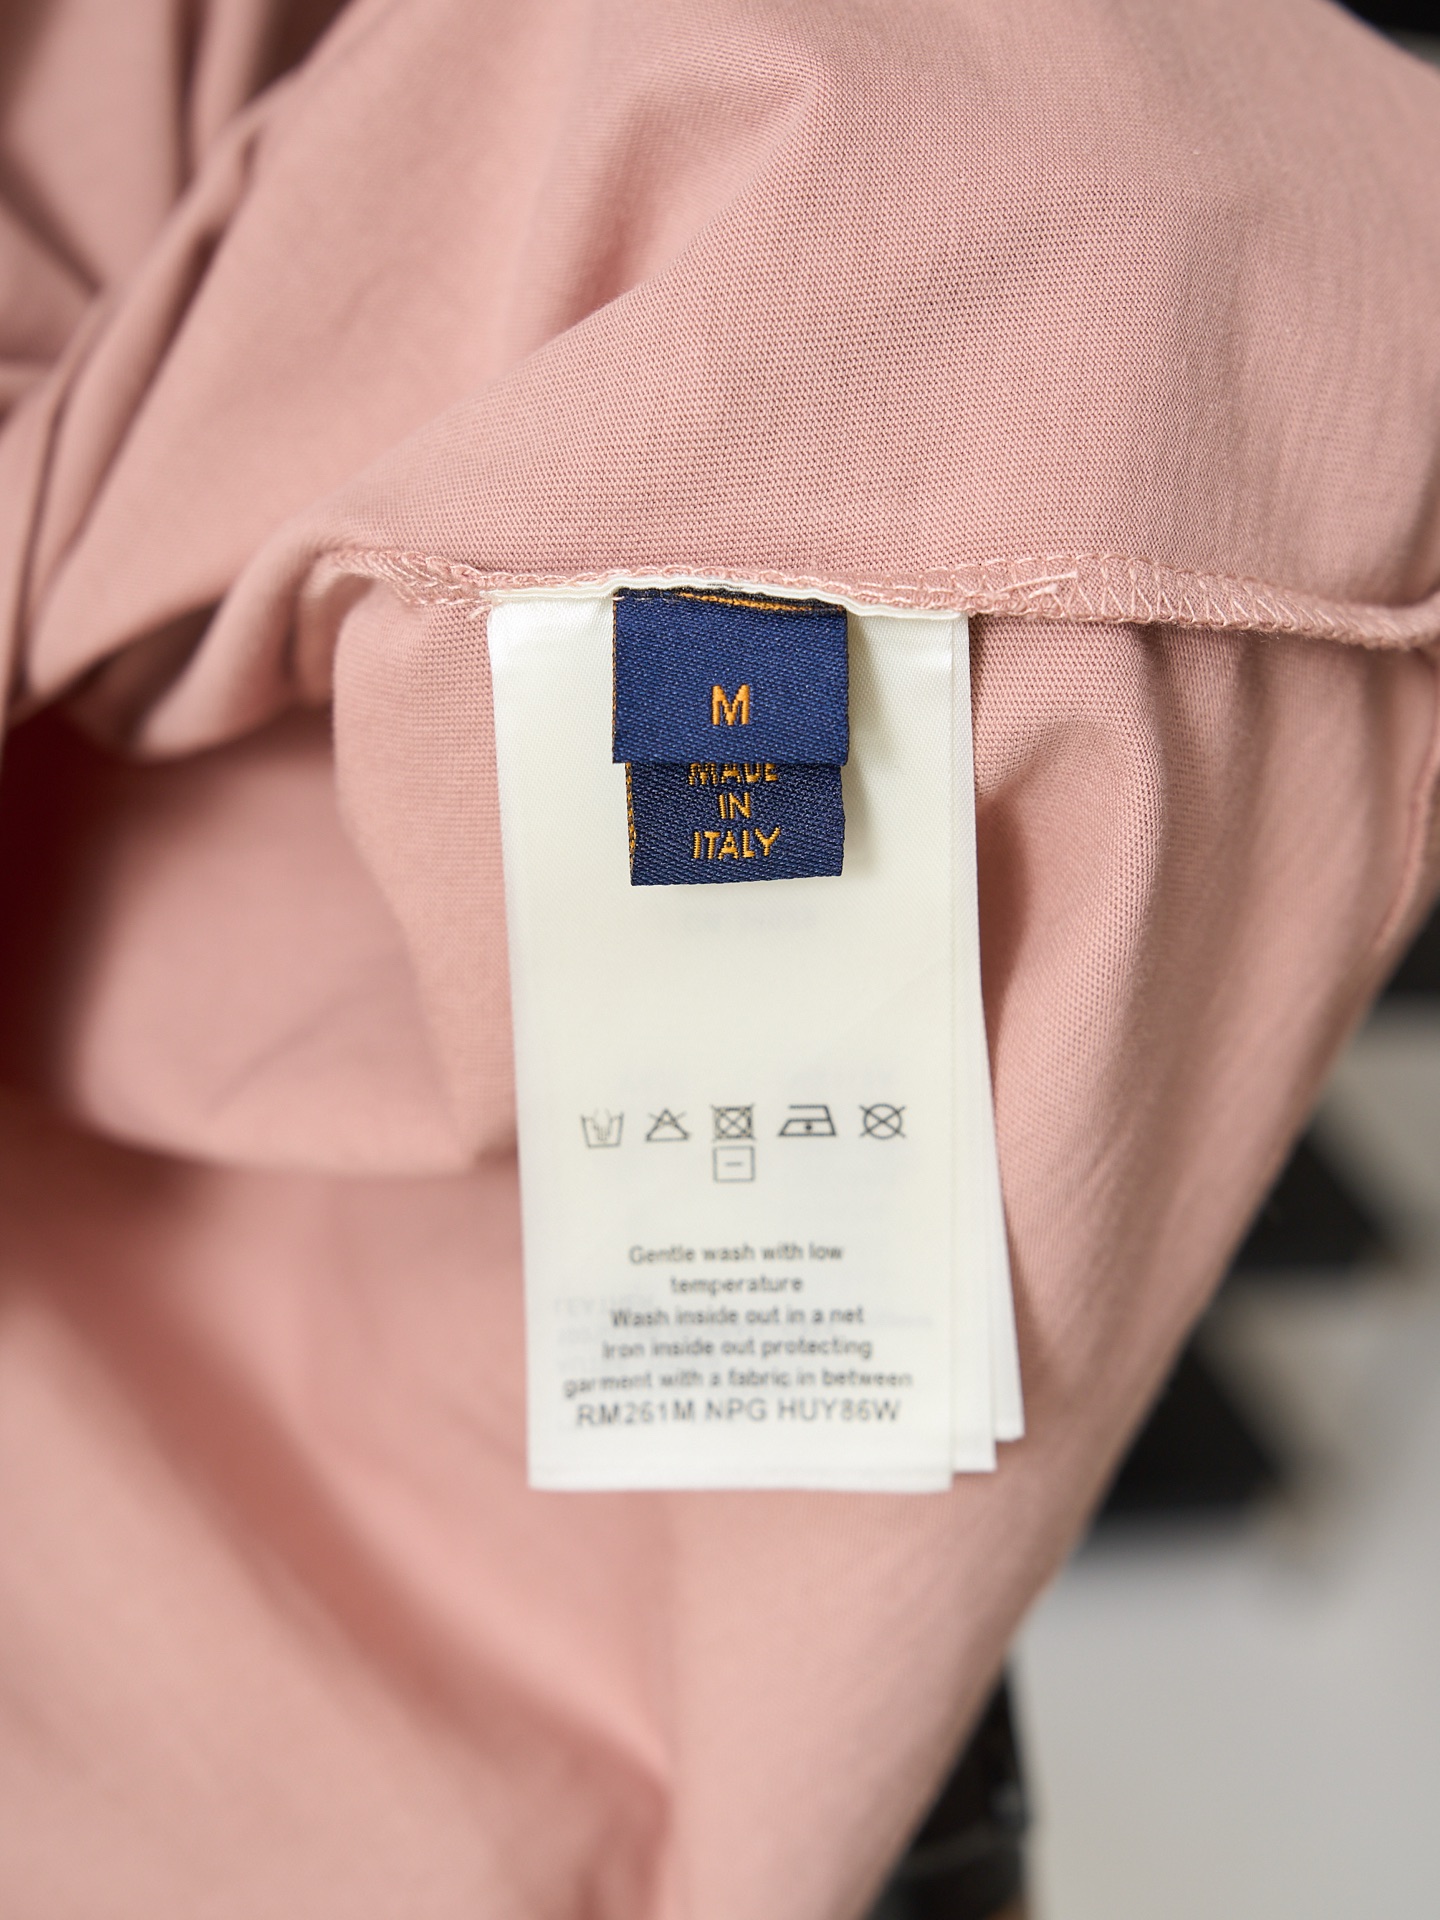 M
MADE
IN
ITALY
Gentle wash with low
temperature
Wash inside out in a net
Iron inside out protecting
garment with a fabric in between
RM261M NPG HUY86W